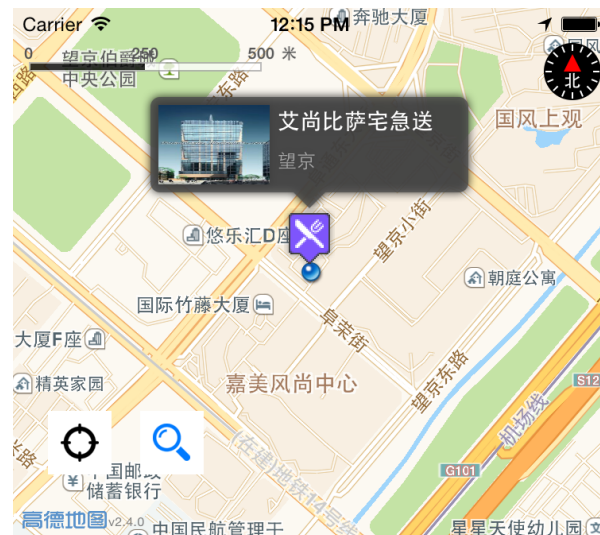 Carrier
12:15 PM
奔驰大厦
0
250
500 米
望京伯爵
中央公园
东路
四路
北
国风上观
艾尚比萨宅急送
望京
悠乐汇D座
望京小街
朝庭公寓
国际竹藤大厦
阜荣街
大厦F座
精英家园
嘉美风尚中心
望京东路
S12
机场线
(在建)地铁14号线
G101
¥
中国邮政
储蓄银行
高德地图
v2.4.0
中国民航管理干
星星天使幼儿园
文